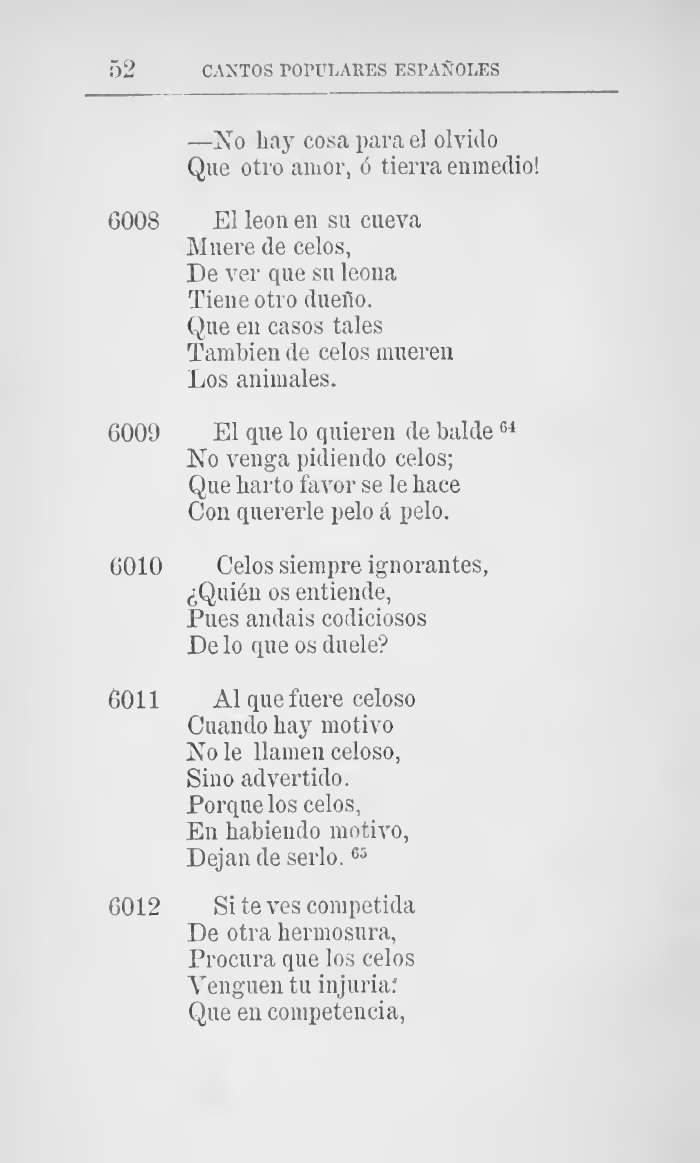 52 CANTOS POPULARES ESPAÑOLES
—No hay cosa para el olvido
Que otro amor, ó tierra enmedio!
6008 El leon en su cueva
Muere de celos,
De ver que su leona
Tiene otro dueño.
Que en casos tales
Tambien de celos mueren
Los animales.
6009 El que lo quieren de balde 64
No venga pidiendo celos;
Que harto favor se le hace
Con quererle pelo á pelo.
6010 Celos siempre ignorantes,
¿Quién os entiende,
Pues andais codiciosos
De lo que os duele?
6011 Al que fuere celoso
Cuando hay motivo
No le llamen celoso,
Sino advertido.
Porque los celos,
En habiendo motivo,
Dejan de serlo. 65
6012 Si te ves competida
De otra hermosura,
Procura que los celos
Venguen tu injuria:
Que en competencia,